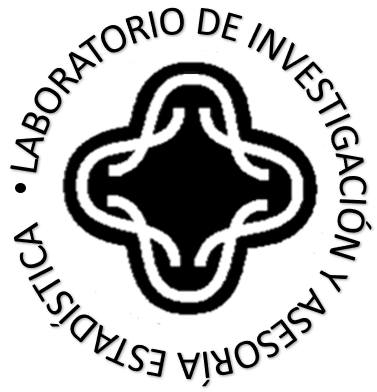 • LABORATORIO DE INVESTIGACIÓN Y ASESORÍA ESTADÍSTICA